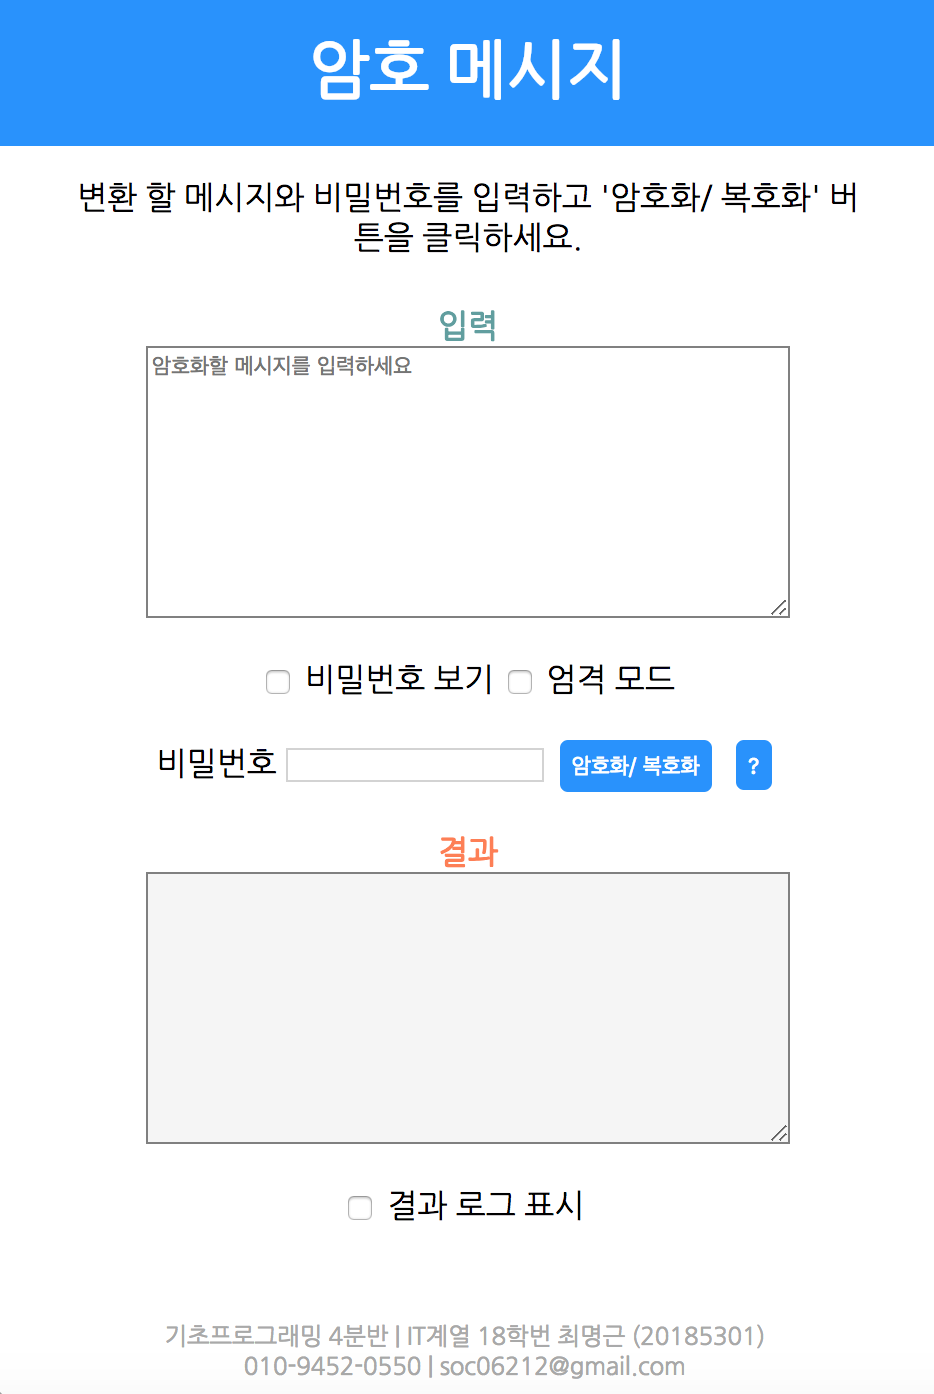 암호 메시지
변환 할 메시지와 비밀번호를 입력하고 '암호화/ 복호화' 버
튼을 클릭하세요.
입력
암호화할 메시지를 입력하세요
비밀번호 보기 엄격 모드
비밀번호 암호화/ 복호화 ?
결과
결과 로그 표시
기초프로그래밍 4분반 | IT계열 18학번 최명근 (20185301)
010-9452-0550 | soc06212@gmail.com